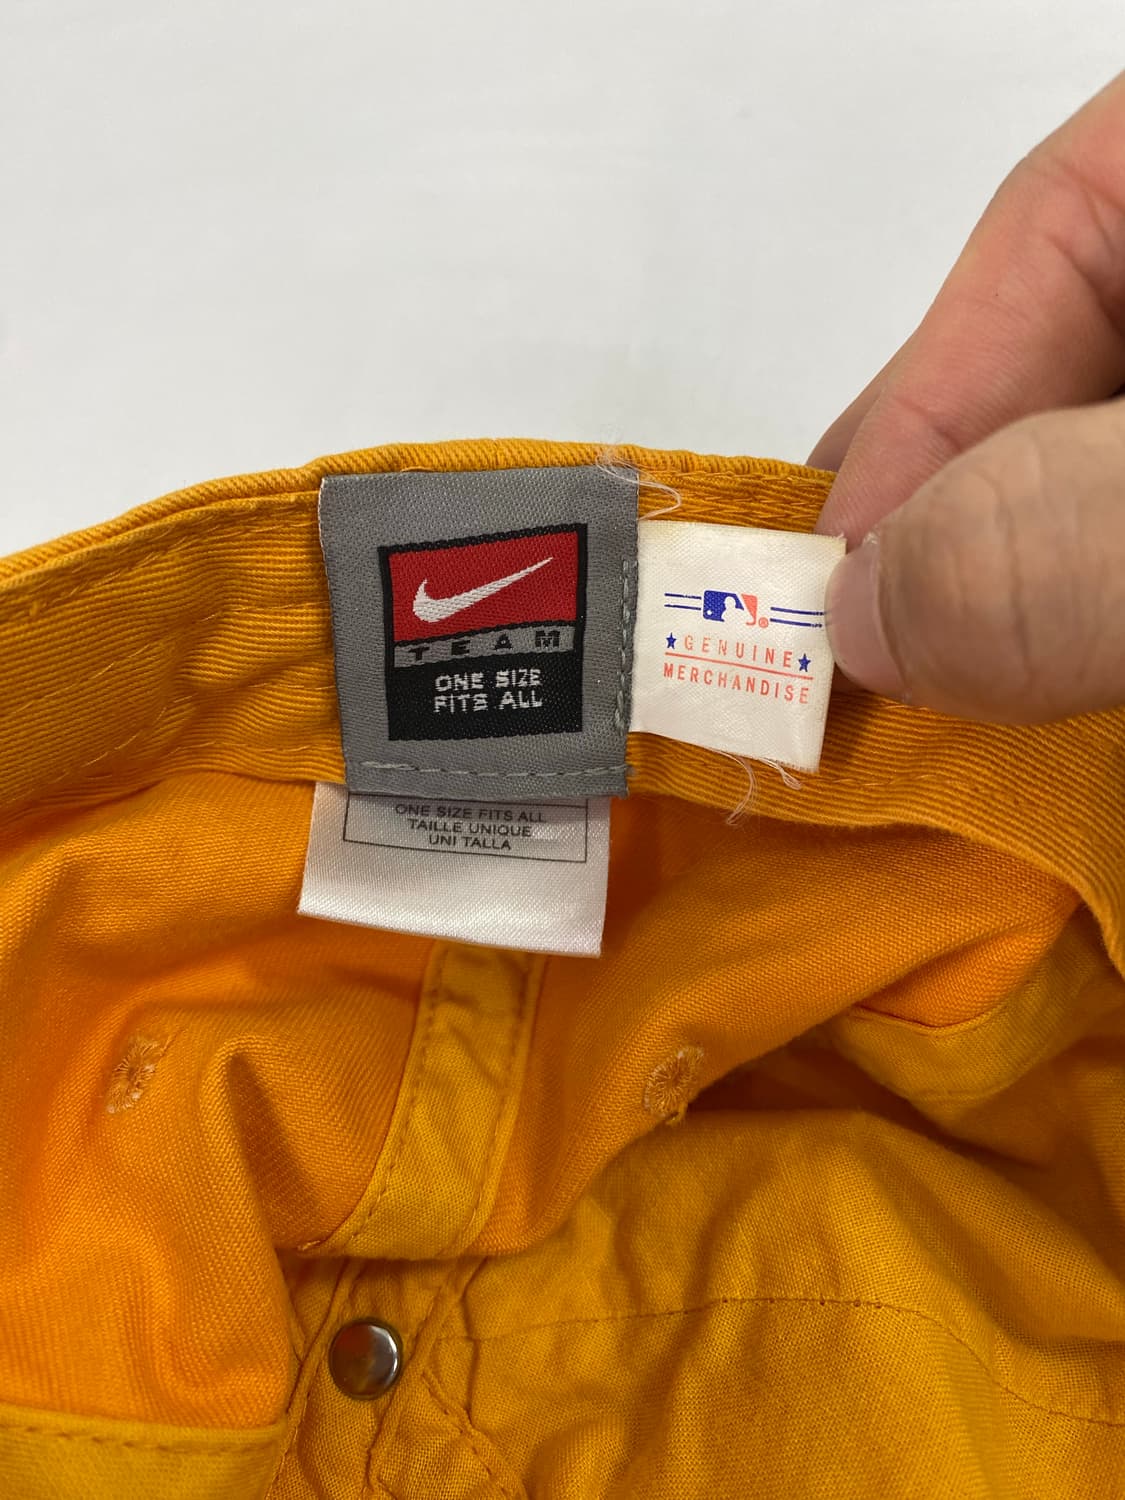 TEAM
ONE SIZE
FITS ALL
®
GENUINE
MERCHANDISE
ONE SIZE FITS ALL
TAILLE UNIQUE
UNI TALLA